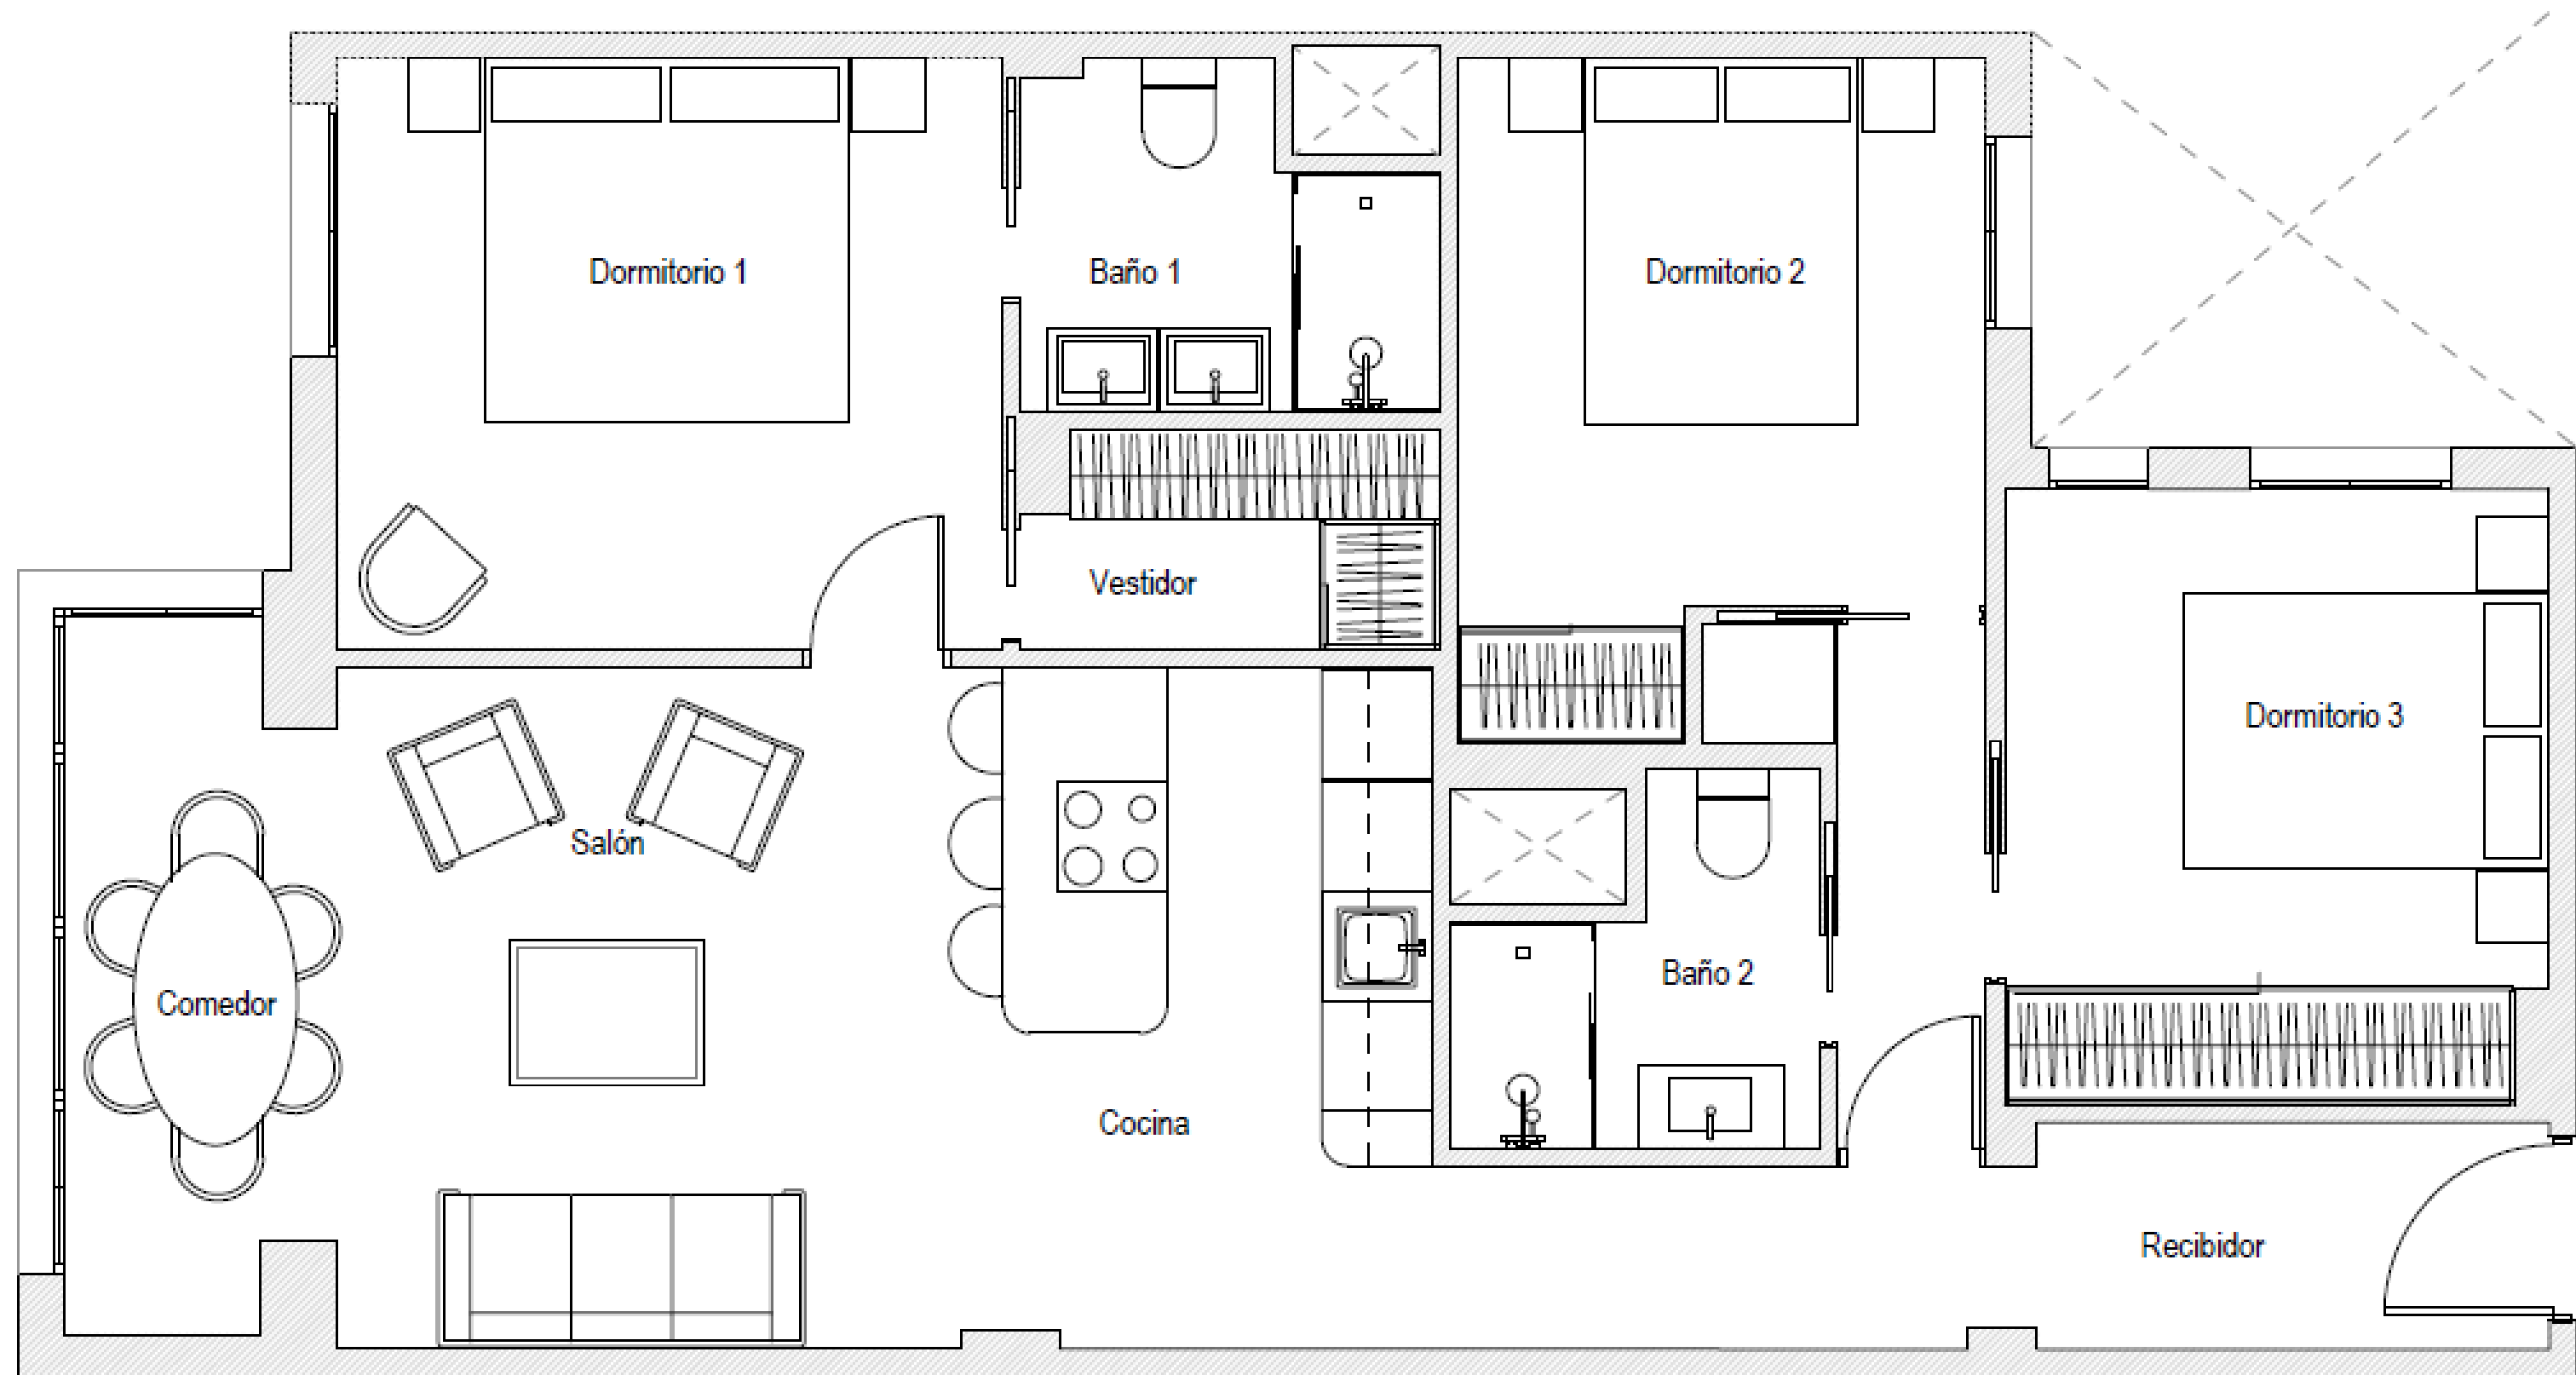 Dormitorio 1
Baño 1
Dormitorio 2
Vestidor
Dormitorio 3
Salón
Baño 2
Comedor
Cocina
Recibidor